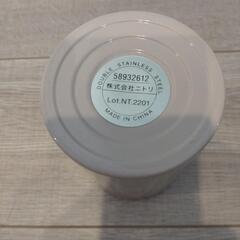 DOUBLE STAINLESS STEEL
58932612
株式会社ニトリ
Lot.NT.2201
MADE IN CHINA